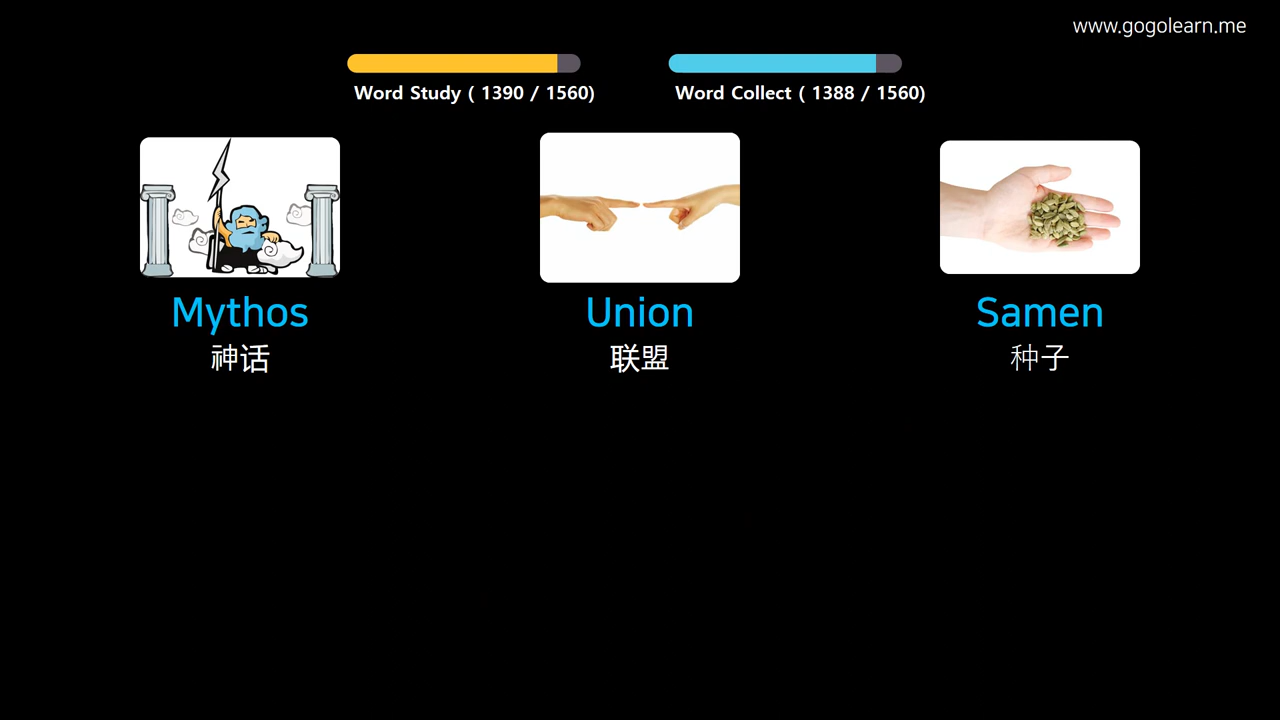 www.gogolearn.me
Word Study ( 1390 / 1560)
Word Collect ( 1388 / 1560)
Mythos
Union
Samen
神话
联盟
种子